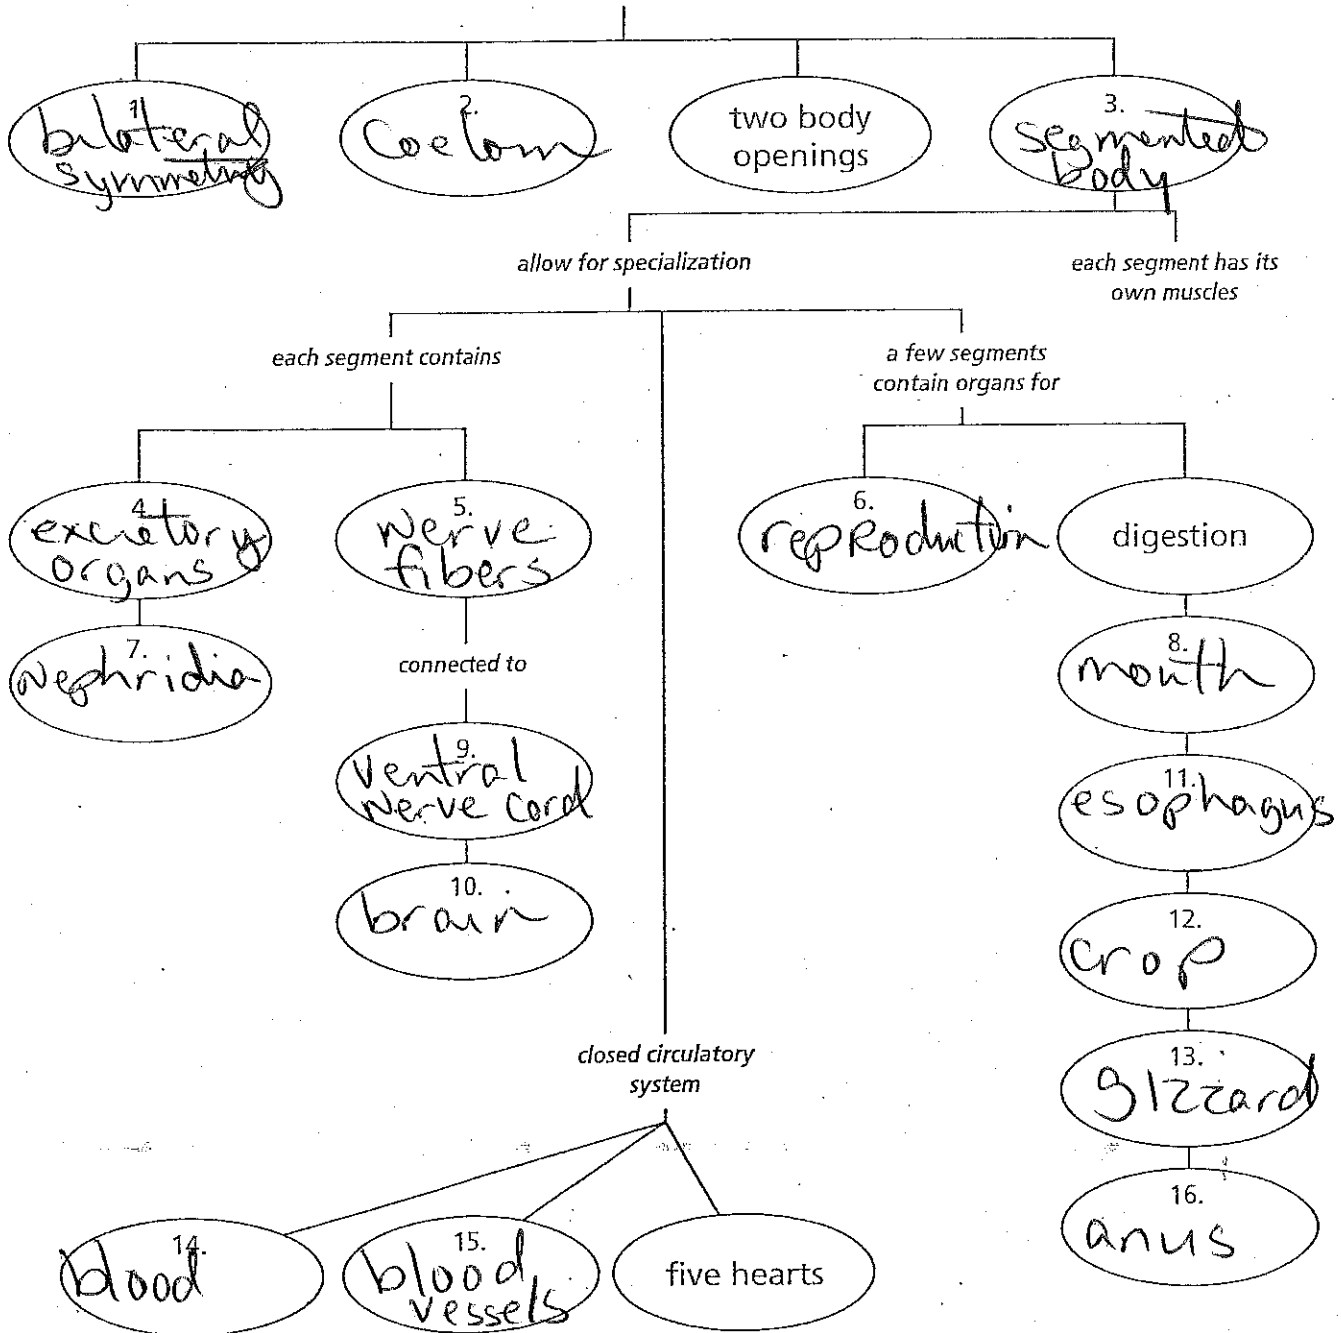 1.
bilateral
symmetry
2.
Coelom
two body
openings
3.
segmented
body
allow for specialization
each segment has its
own muscles
each segment contains
a few segments
contain organs for
4.
excretory
organs
5.
Nerve
fibers
6.
reproduction
digestion
7.
Nephridia
connected to
8.
mouth
9.
Ventral
Nerve Cord
10.
brain
11.
esophagus
12.
crop
13.
gizzard
closed circulatory
system
14.
blood
15.
blood
vessels
five hearts
16.
anus